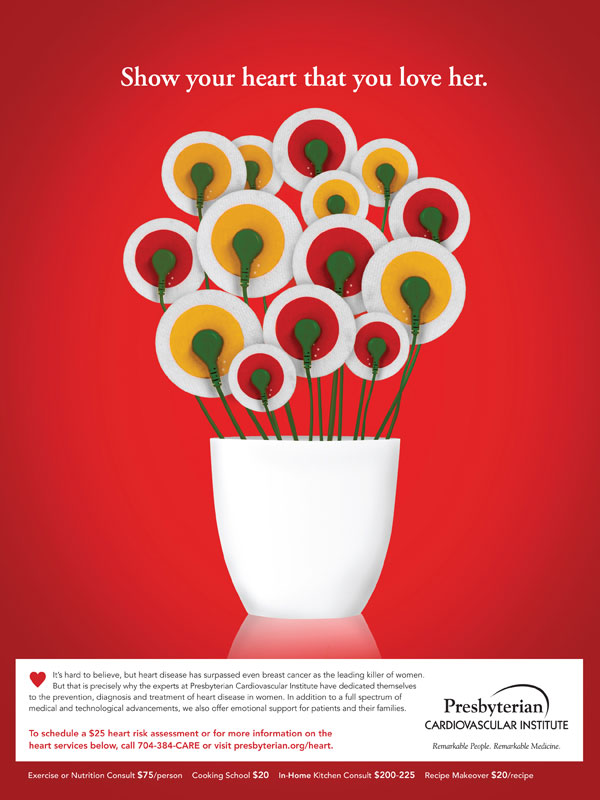 Show your heart that you love her.
It's hard to believe, but heart disease has surpassed even breast cancer as the leading killer of women.
But that is precisely why the experts at Presbyterian Cardiovascular Institute have dedicated themselves
to the prevention, diagnosis and treatment of heart disease in women. In addition to a full spectrum of
medical and technological advancements, we also offer emotional support for patients and their families.
To schedule a $25 heart risk assessment or for more information on the
heart services below, call 704-384-CARE or visit presbyterian.org/heart.
Presbyterian
CARDIOVASCULAR INSTITUTE
Remarkable People. Remarkable Medicine.
Exercise or Nutrition Consult $75/person Cooking School $20 In-Home Kitchen Consult $200-225 Recipe Makeover $20/recipe